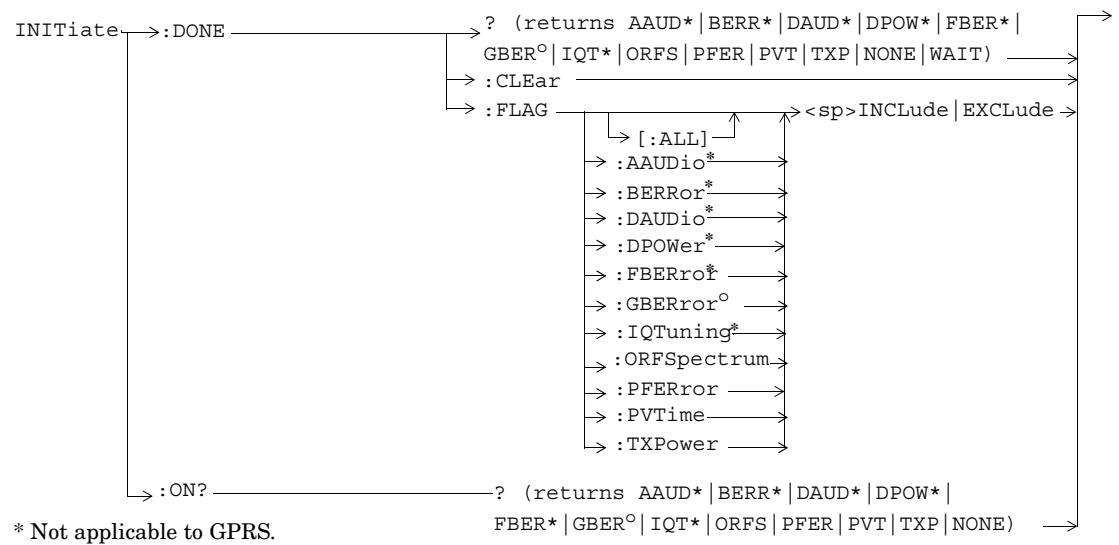 INITiate :DONE ? (returns AAUD*|BERR*|DAUD*|DPOW*|FBER*|
GBER°|IQT*|ORFS|PFER|PVT|TXP|NONE|WAIT)
:CLEar
:FLAG <sp>INCLude|EXCLude
[:ALL]
:AAUDio*
:BERRor*
:DAUDio*
:DPOWer*
:FBERror*
:GBERror°
:IQTuning*
:ORFSpectrum
:PFERror
:PVTime
:TXPower
:ON? ? (returns AAUD*|BERR*|DAUD*|DPOW*|
FBER*|GBER°|IQT*|ORFS|PFER|PVT|TXP|NONE)
* Not applicable to GPRS.